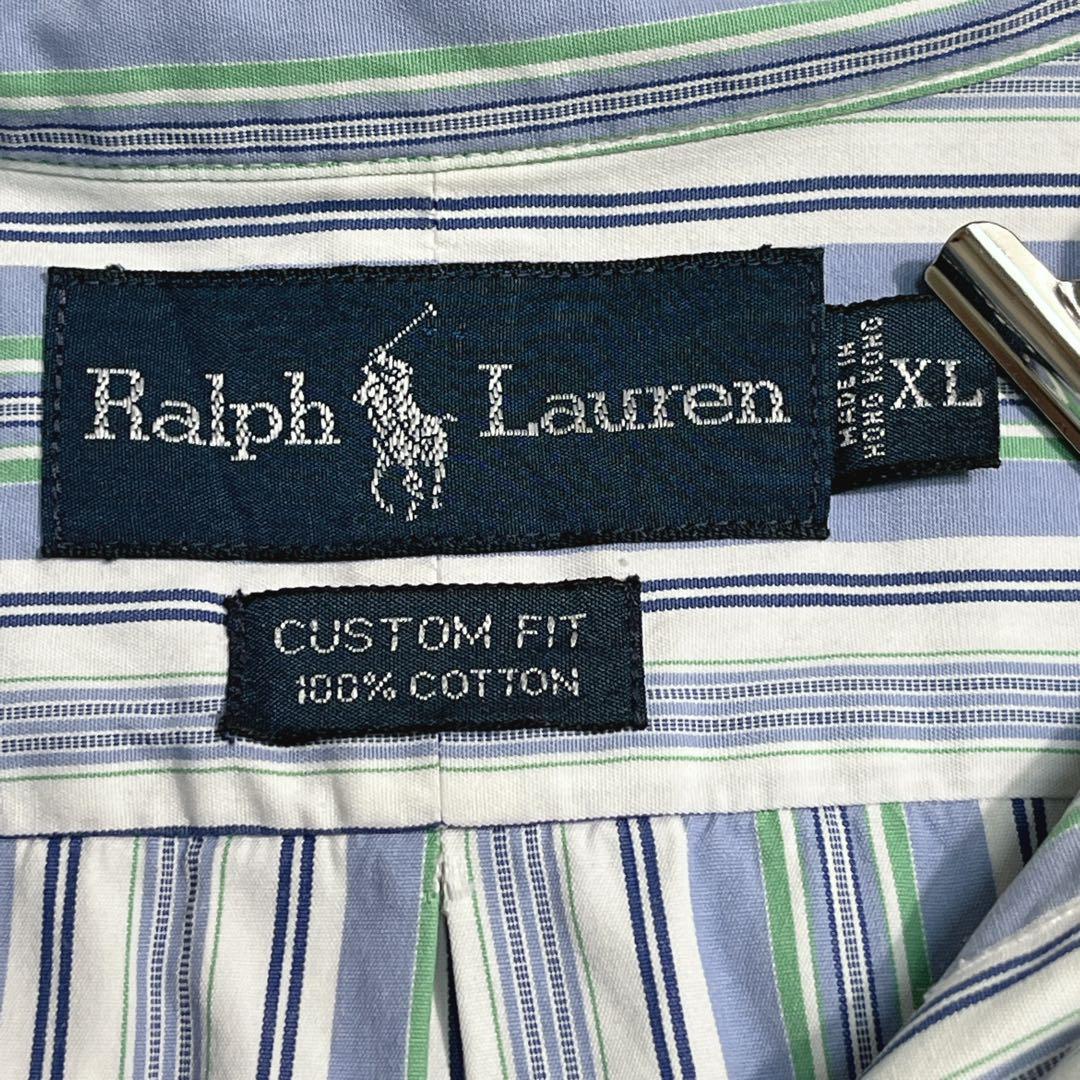 Ralph Lauren
MADE IN
HONG KONG
XL
CUSTOM FIT
100% COTTON